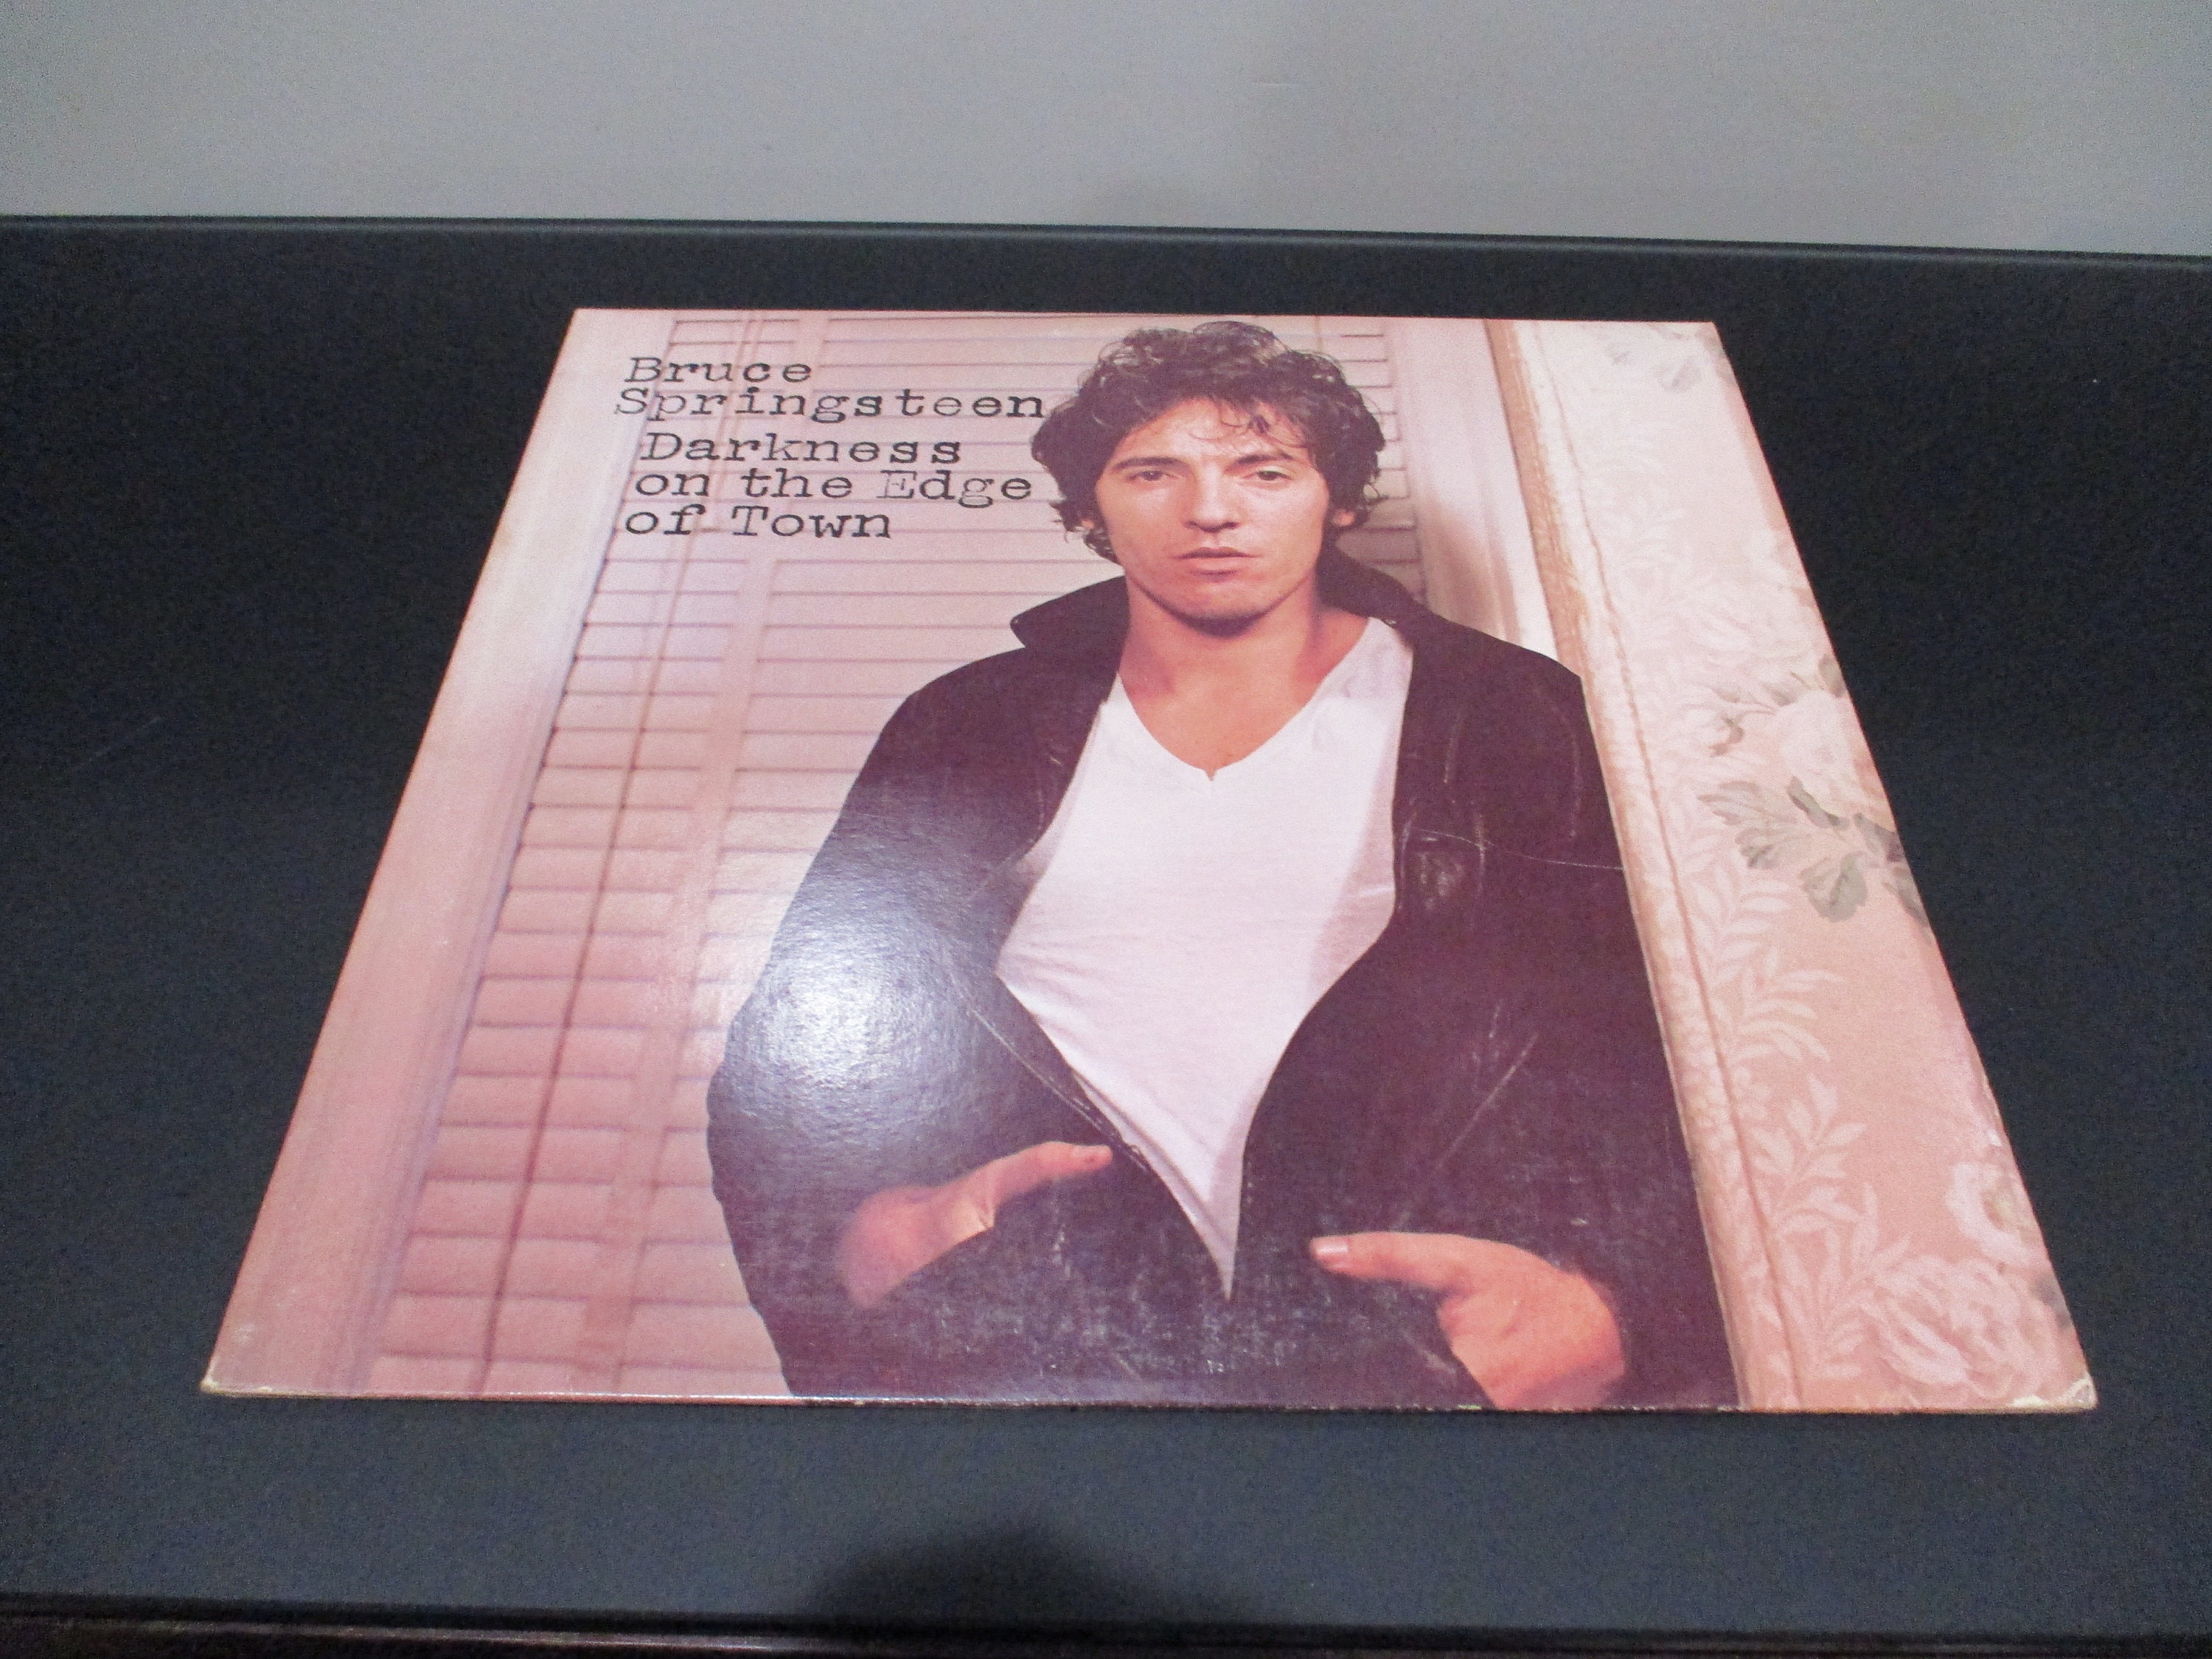 Bruce
Springsteen
Darkness
on the Edge
of Town